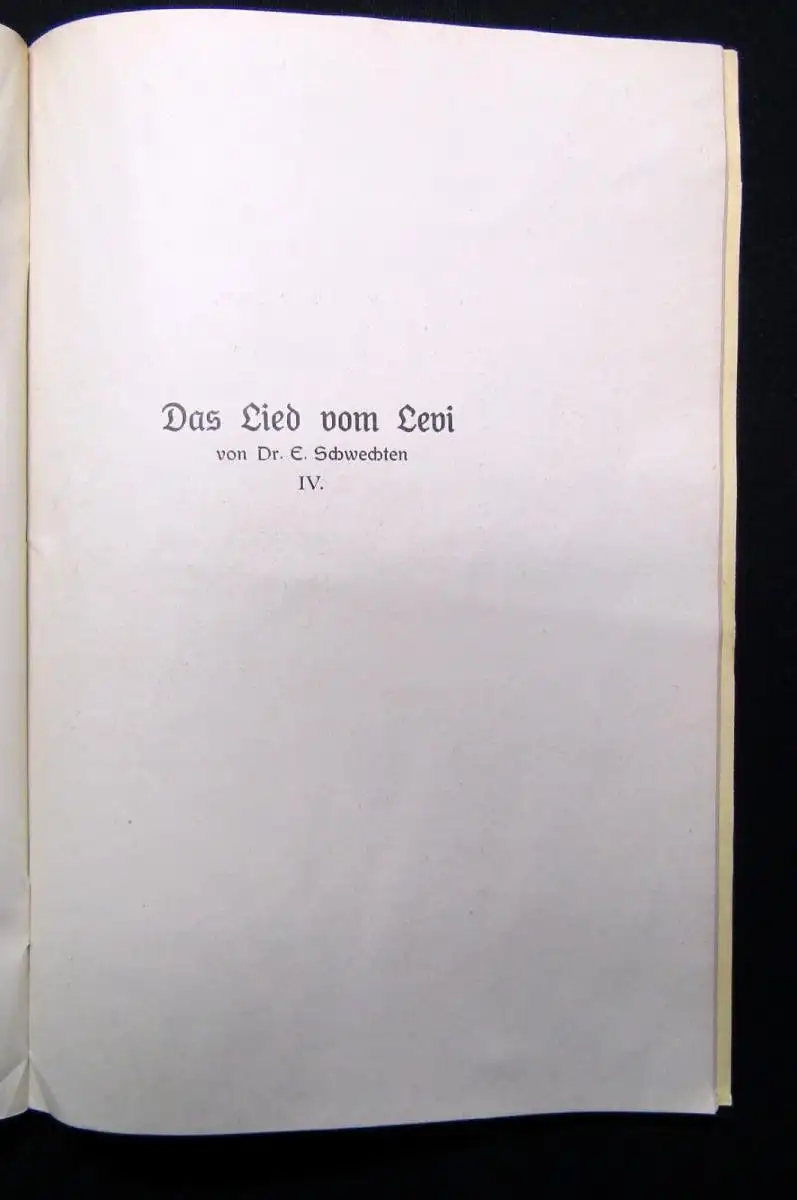 Das Lied vom Levi
von Dr. E. Schwechten
IV.